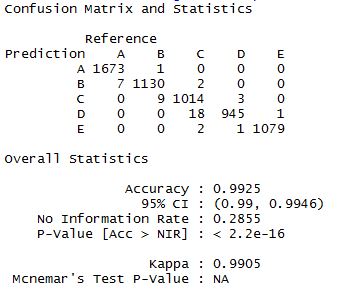 Confusion Matrix and Statistics
Reference
Prediction A B C D E
A 1673 1 0 0 0
B 7 1130 2 0 0
C 0 9 1014 3 0
D 0 0 18 945 1
E 0 0 2 1 1079
Overall Statistics
Accuracy : 0.9925
95% CI : (0.99, 0.9946)
No Information Rate : 0.2855
P-Value [Acc > NIR] : < 2.2e-16
Kappa : 0.9905
Mcnemar's Test P-Value : NA